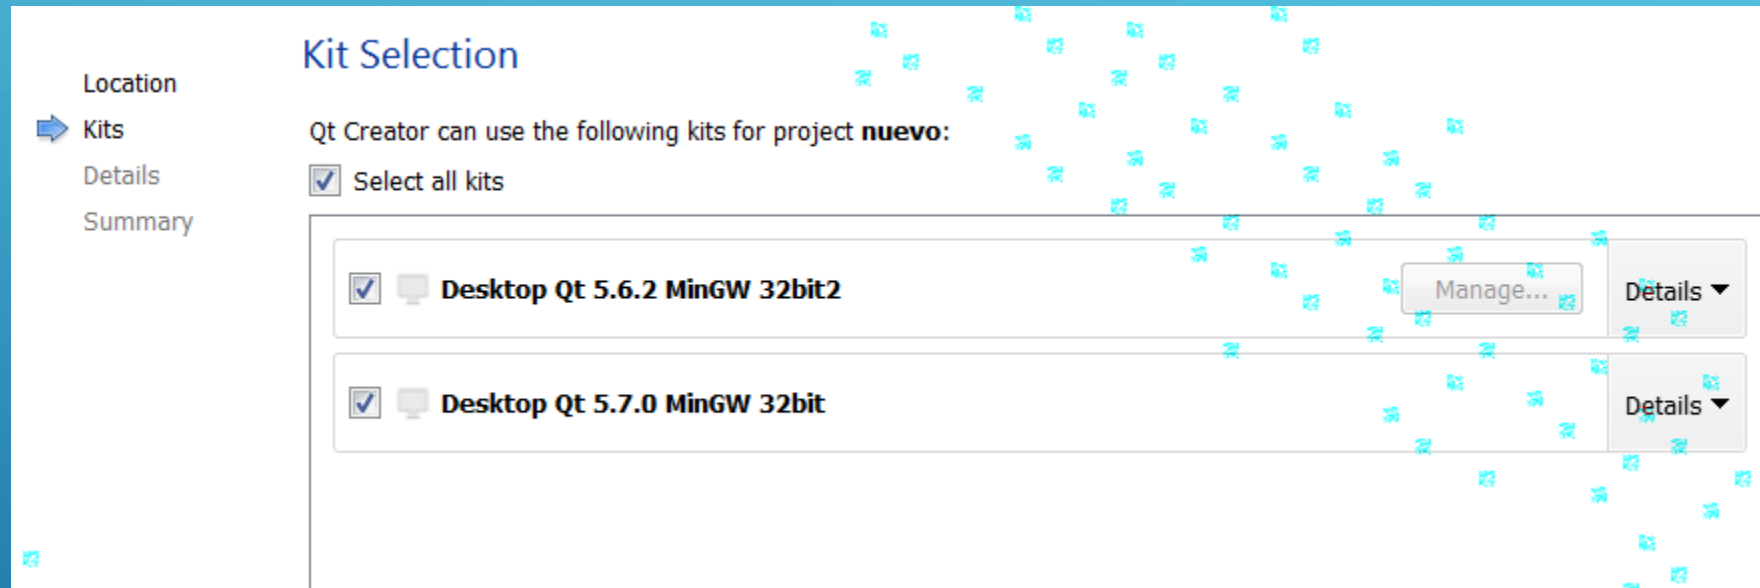 Kit Selection
Location
Kits
Details
Summary
Qt Creator can use the following kits for project nuevo:
Select all kits
Desktop Qt 5.6.2 MinGW 32bit2
Manage...
Details
Desktop Qt 5.7.0 MinGW 32bit
Details